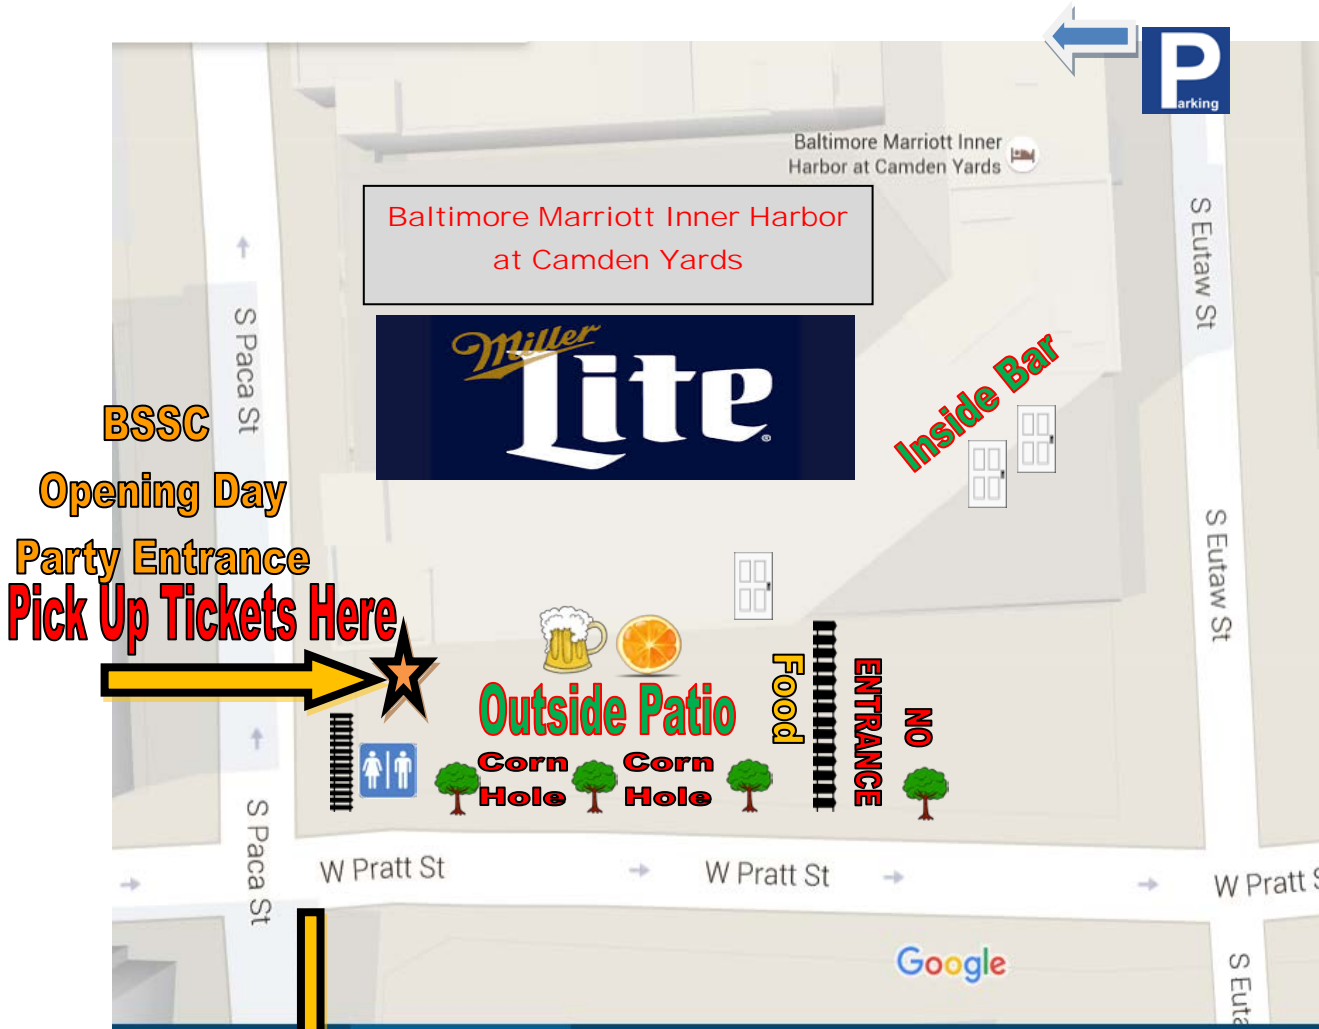 P
arking
Baltimore Marriott Inner
Harbor at Camden Yards
Baltimore Marriott Inner Harbor
at Camden Yards
S Eutaw St
S Paca St
Miller
Lite
Inside Bar
BSSC
Opening Day
Party Entrance
Pick Up Tickets Here
S Eutaw St
Outside Patio
Food
ENTRANCE
NO
Corn
Hole
Corn
Hole
S Paca St
W Pratt St
W Pratt St
W Pratt S
Google
S Euta